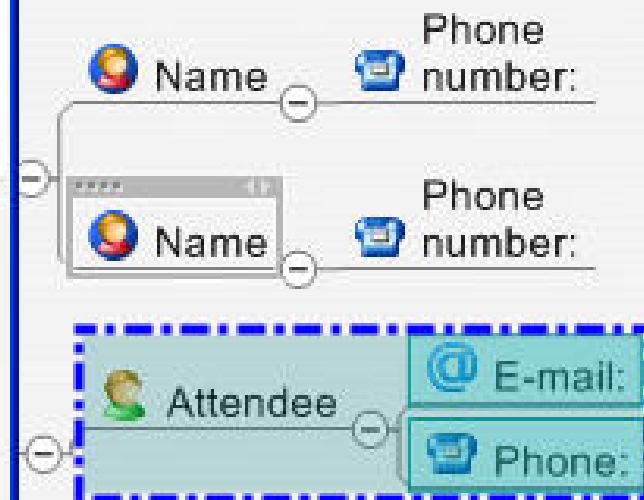 Name
Phone
number:
Name
Phone
number:
Attendee
@ E-mail:
Phone: